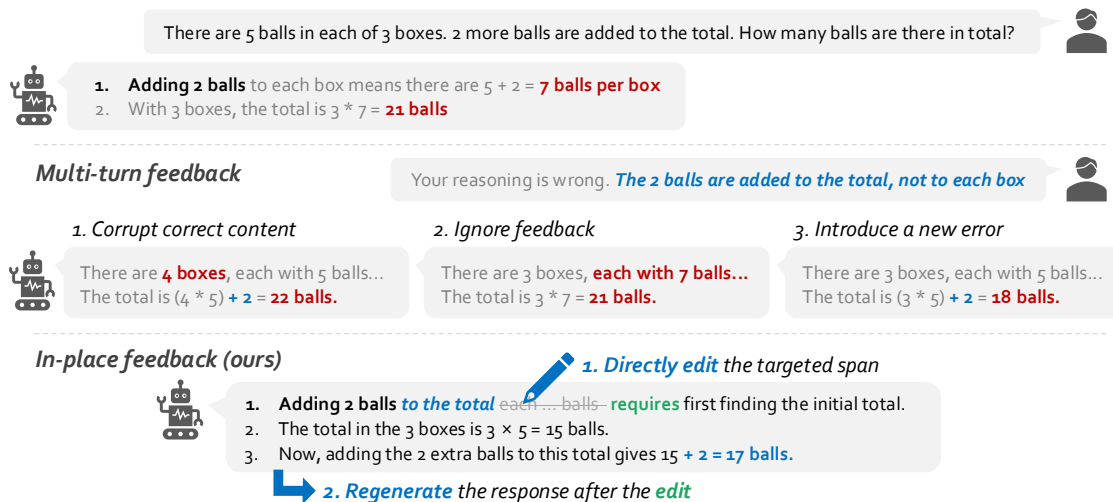 There are 5 balls in each of 3 boxes. 2 more balls are added to the total. How many balls are there in total?
1. Adding 2 balls to each box means there are 5 + 2 = 7 balls per box
2. With 3 boxes, the total is 3 * 7 = 21 balls
Multi-turn feedback
Your reasoning is wrong. The 2 balls are added to the total, not to each box
1. Corrupt correct content
There are 4 boxes, each with 5 balls...
The total is (4 * 5) + 2 = 22 balls.
2. Ignore feedback
There are 3 boxes, each with 7 balls...
The total is 3 * 7 = 21 balls.
3. Introduce a new error
There are 3 boxes, each with 5 balls...
The total is (3 * 5) + 2 = 18 balls.
In-place feedback (ours)
1. Directly edit the targeted span
1. Adding 2 balls to the total each ... balls requires first finding the initial total.
2. The total in the 3 boxes is 3 × 5 = 15 balls.
3. Now, adding the 2 extra balls to this total gives 15 + 2 = 17 balls.
2. Regenerate the response after the edit